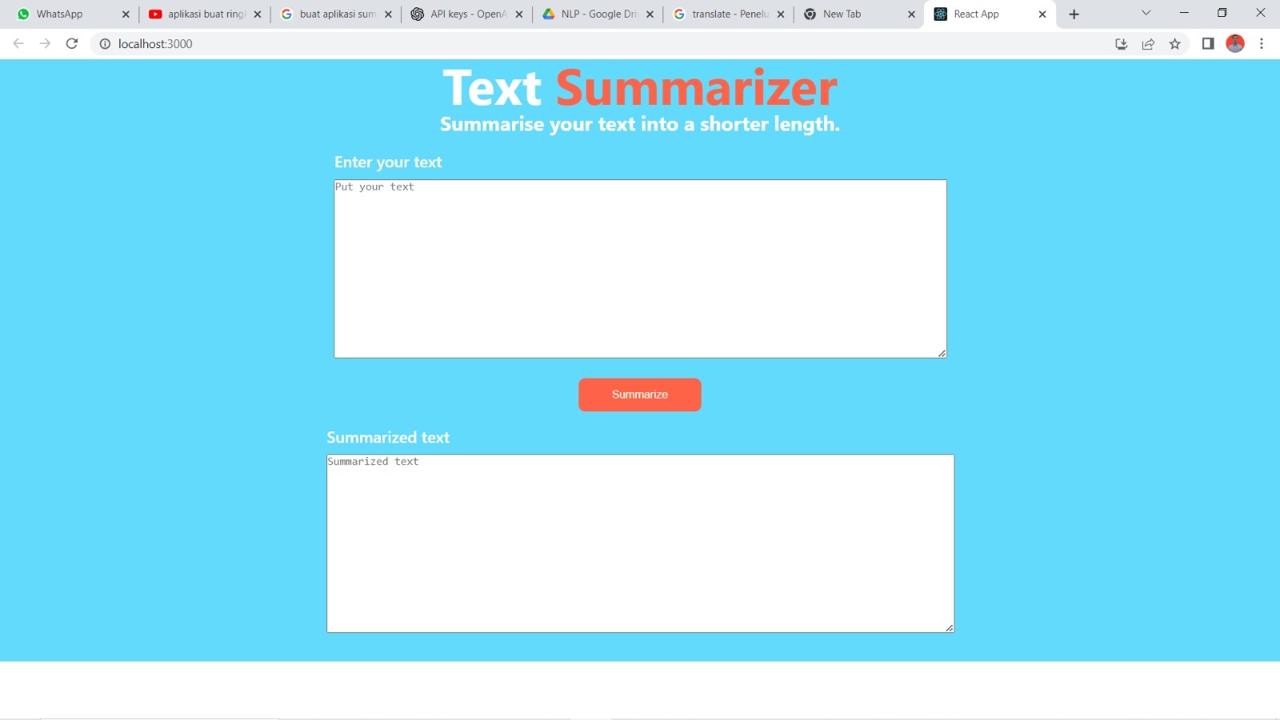 WhatsApp
aplikasi buat ring
buat aplikasi sum
API keys - OpenA
NLP - Google Dri
translate - Penelu
New Tab
React App
localhost:3000
Text Summarizer
Summarise your text into a shorter length.
Enter your text
Put your text
Summarize
Summarized text
Summarized text